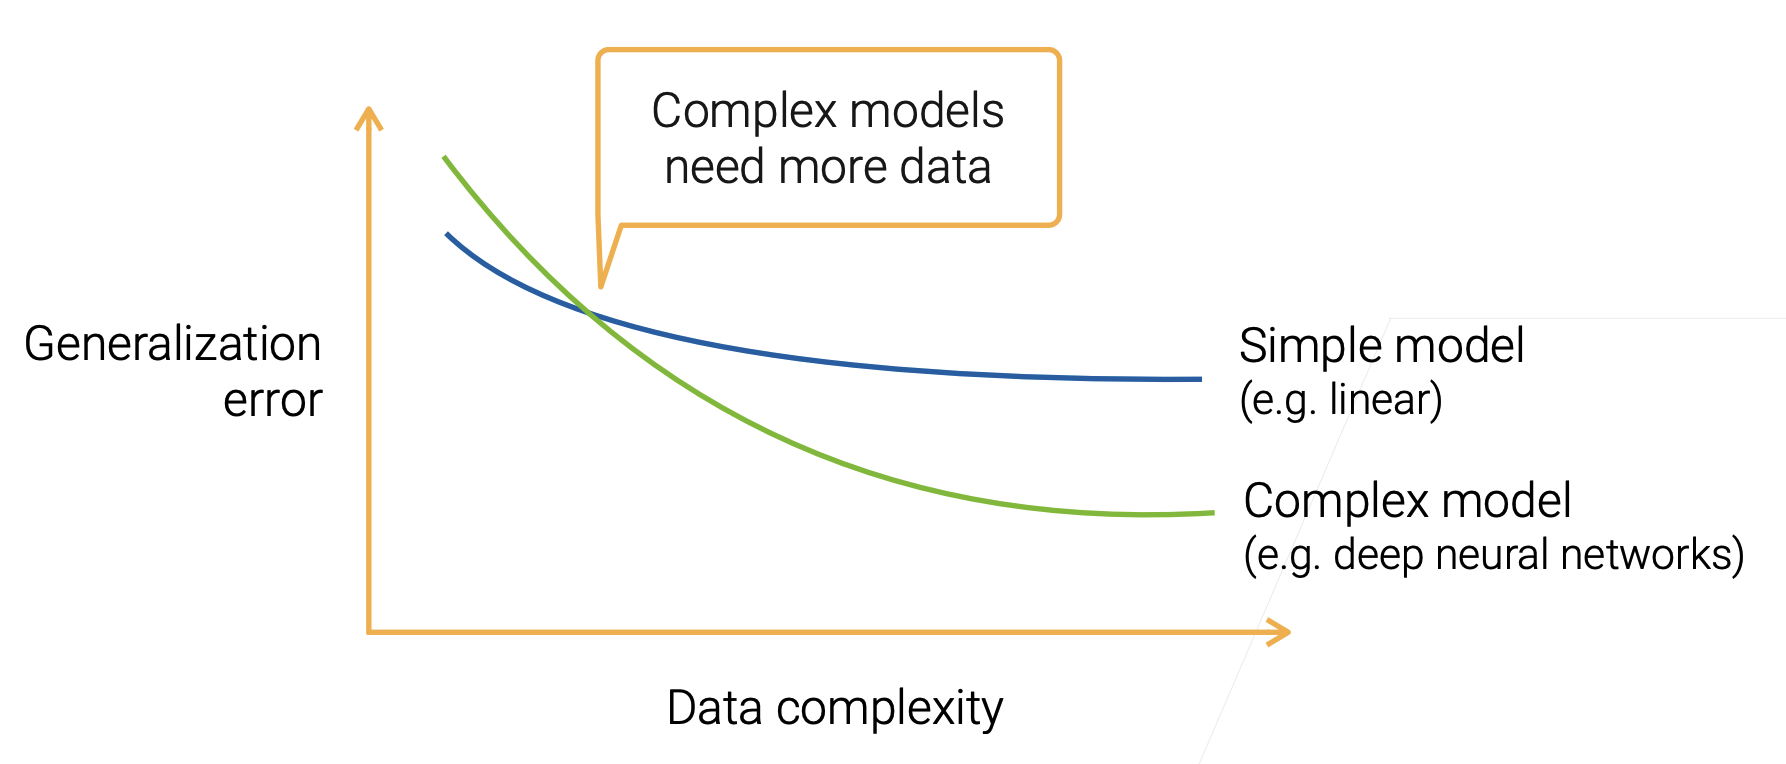 Complex models
need more data
Generalization
error
Simple model
(e.g. linear)
Complex model
(e.g. deep neural networks)
Data complexity